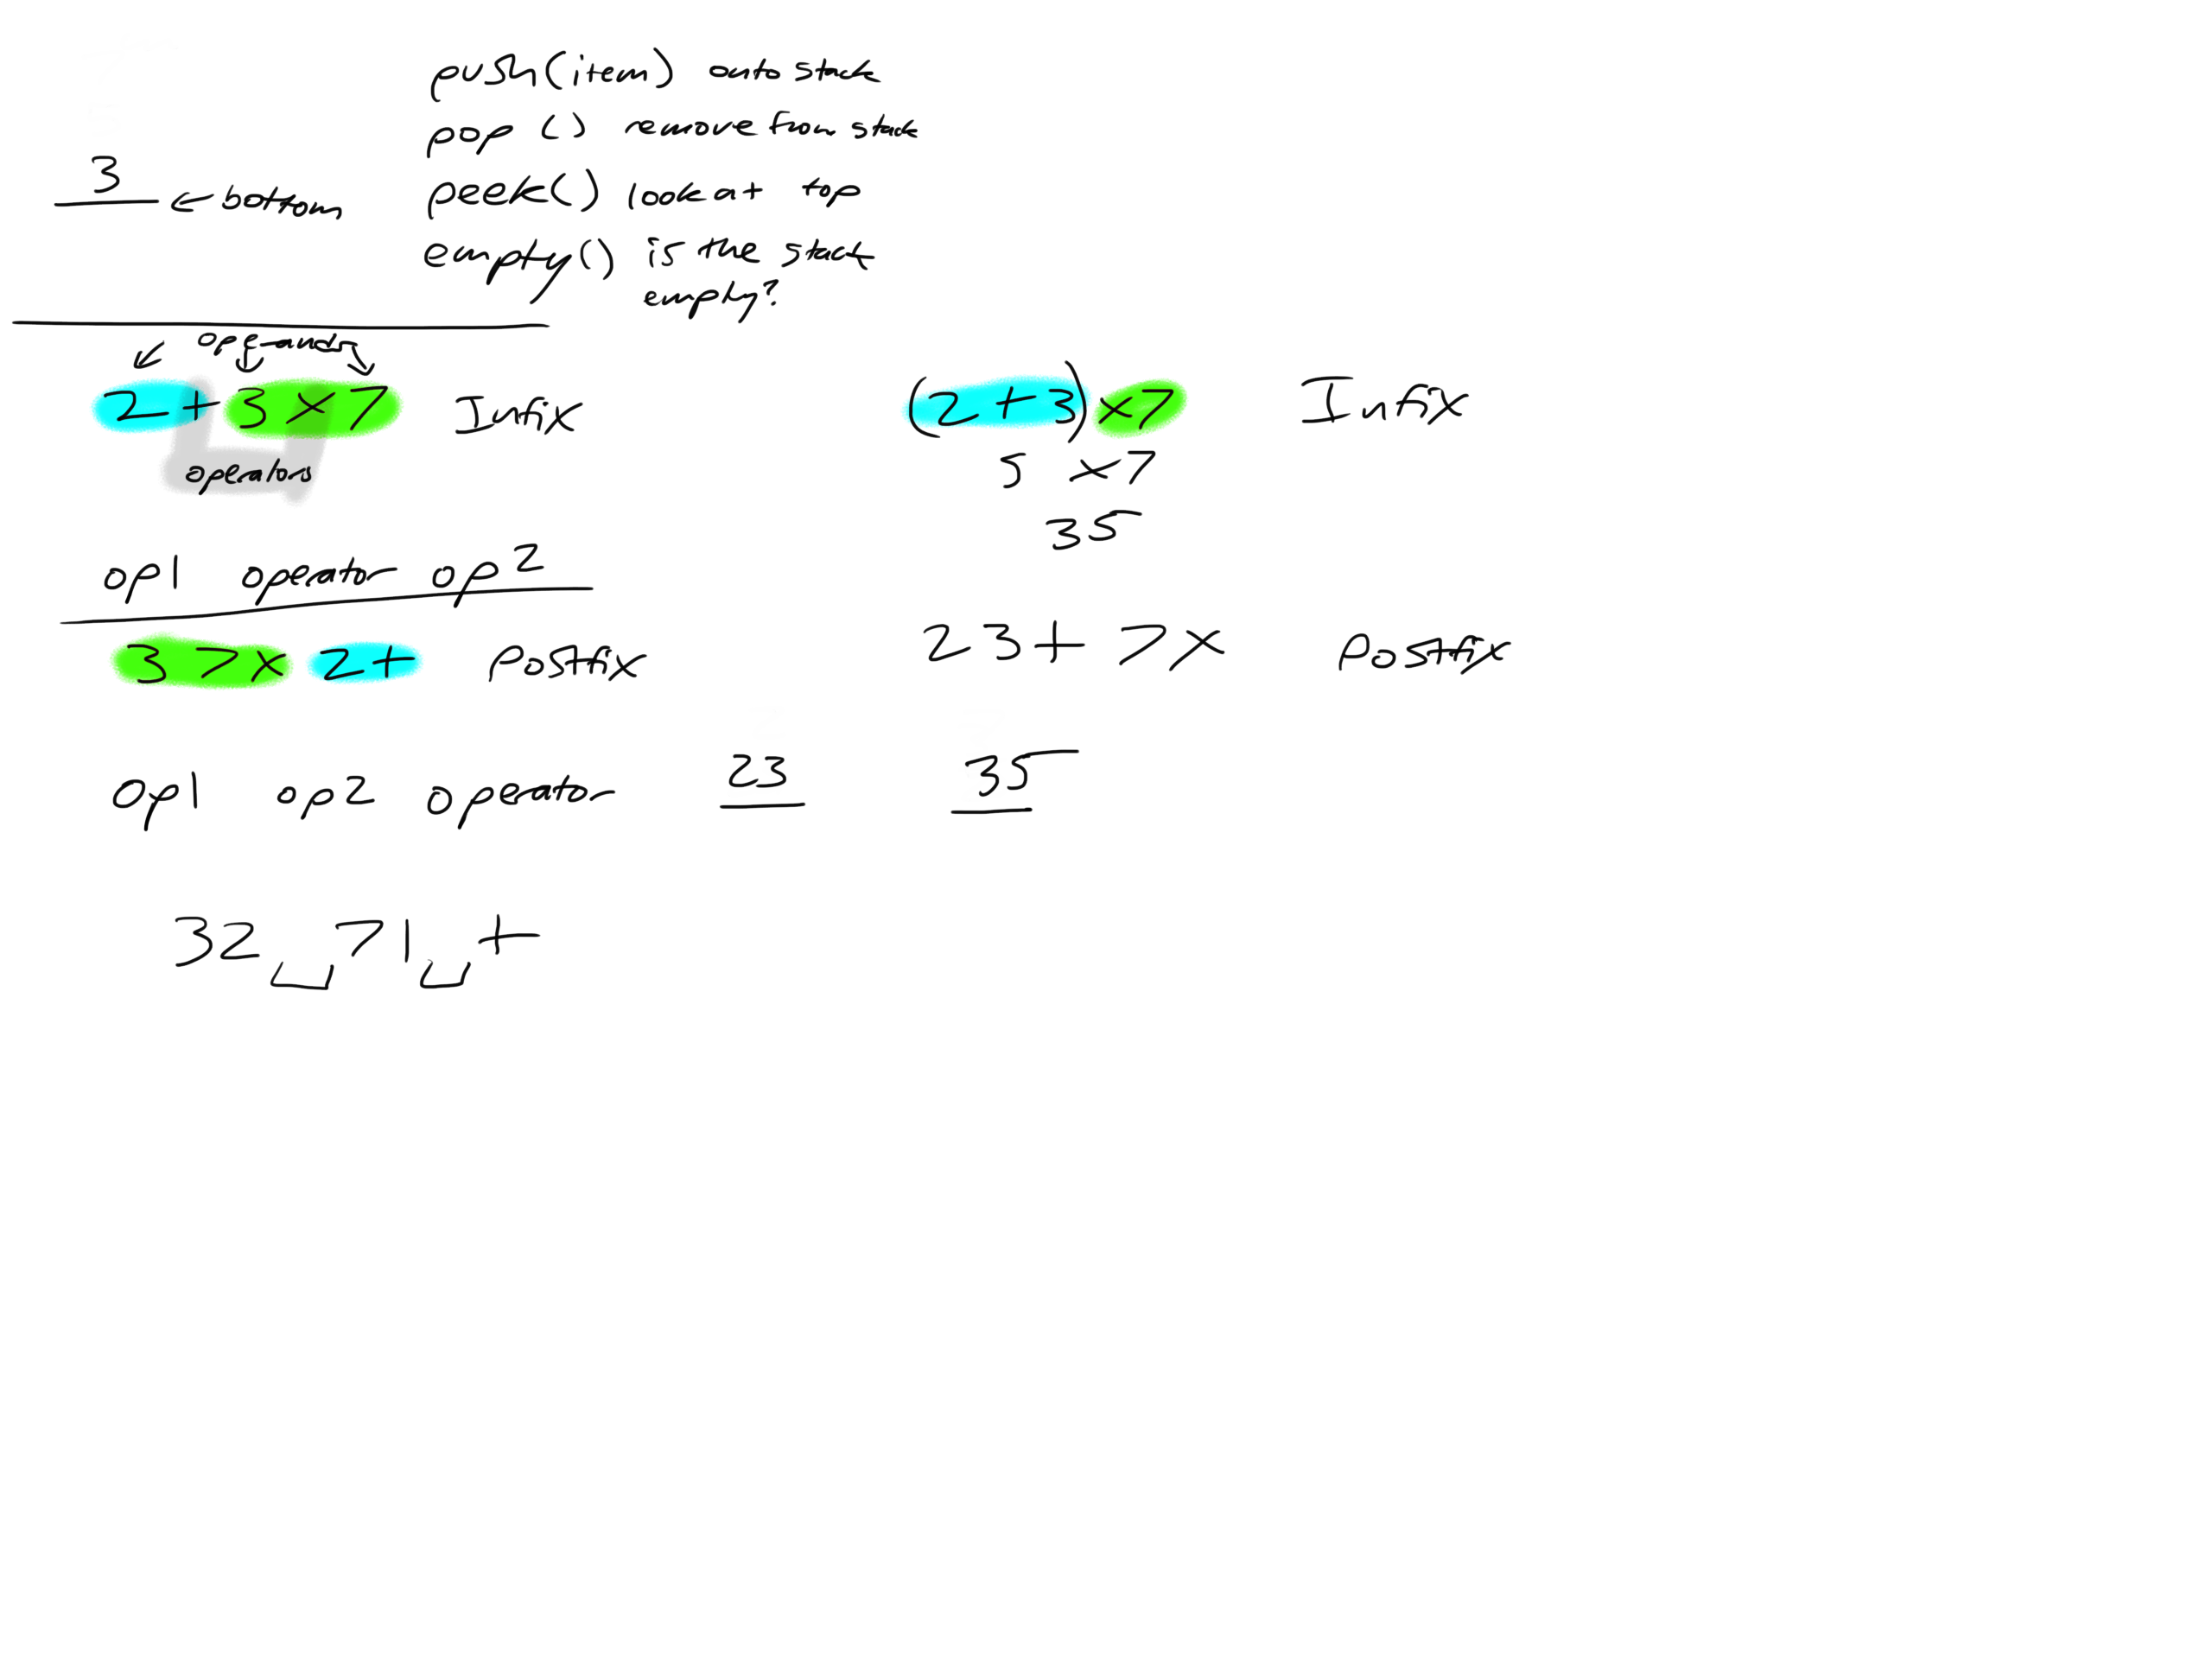 push(item) onto stack
pop () remove from stack
3
← bottom
peek() look at top
empty() is the stack
empty?
operands
2 + 3 × 7 Infix
operators
op1 operator op2
3 7 × 2 + Postfix
op1 op2 operator
23
32 ⎵ 71 ⎵ +
(2 + 3) × 7 Infix
5 × 7
35
2 3 + 7 × Postfix
35